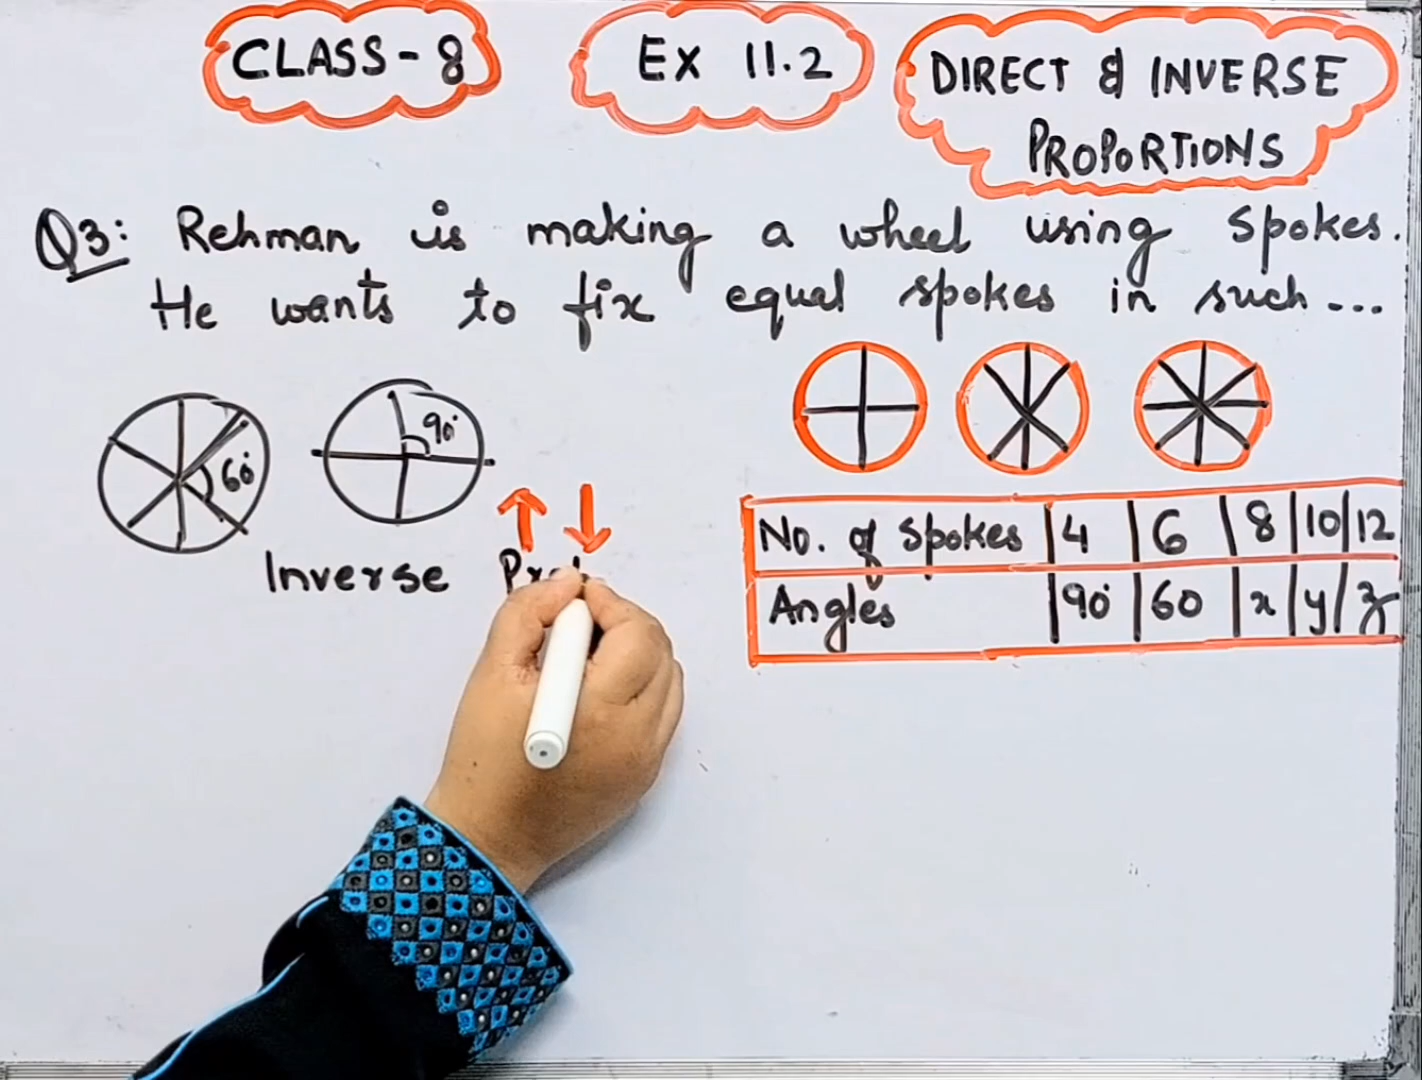 CLASS - 8
Ex 11.2
DIRECT & INVERSE
PROPORTIONS
Q3: Rehman is making a wheel using spokes.
He wants to fix equal spokes in such...
60°
90°
Inverse
No. of spokes | 4 | 6 | 8 | 10 | 12
Angles | 90° | 60 | x | y | z